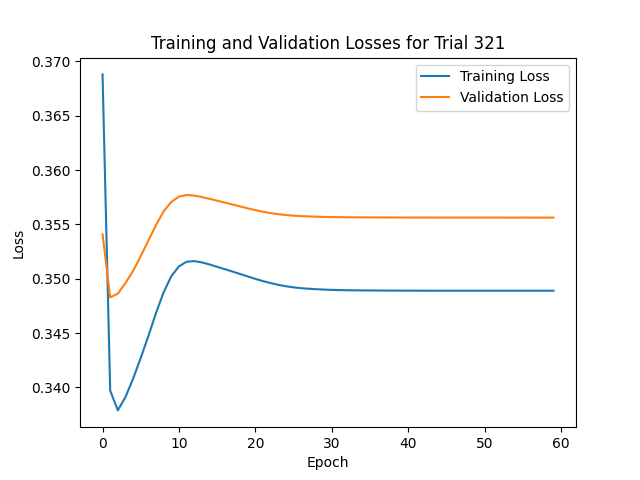 Training and Validation Losses for Trial 321
Training Loss
Validation Loss
Loss
0.370
0.365
0.360
0.355
0.350
0.345
0.340
0 10 20 30 40 50 60
Epoch